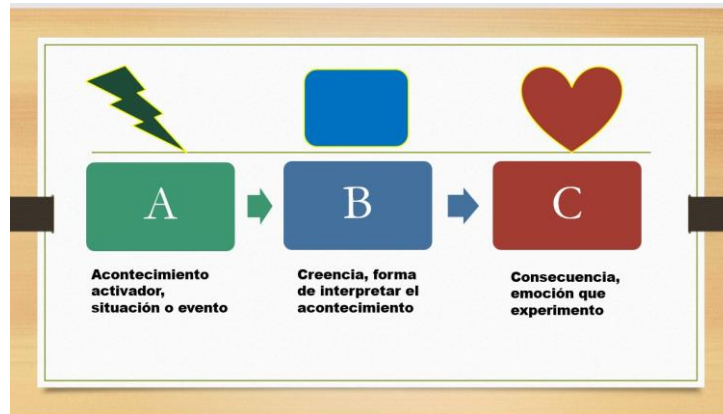 A
B
C
Acontecimiento
activador,
situación o evento
Creencia, forma
de interpretar el
acontecimiento
Consecuencia,
emoción que
experimento